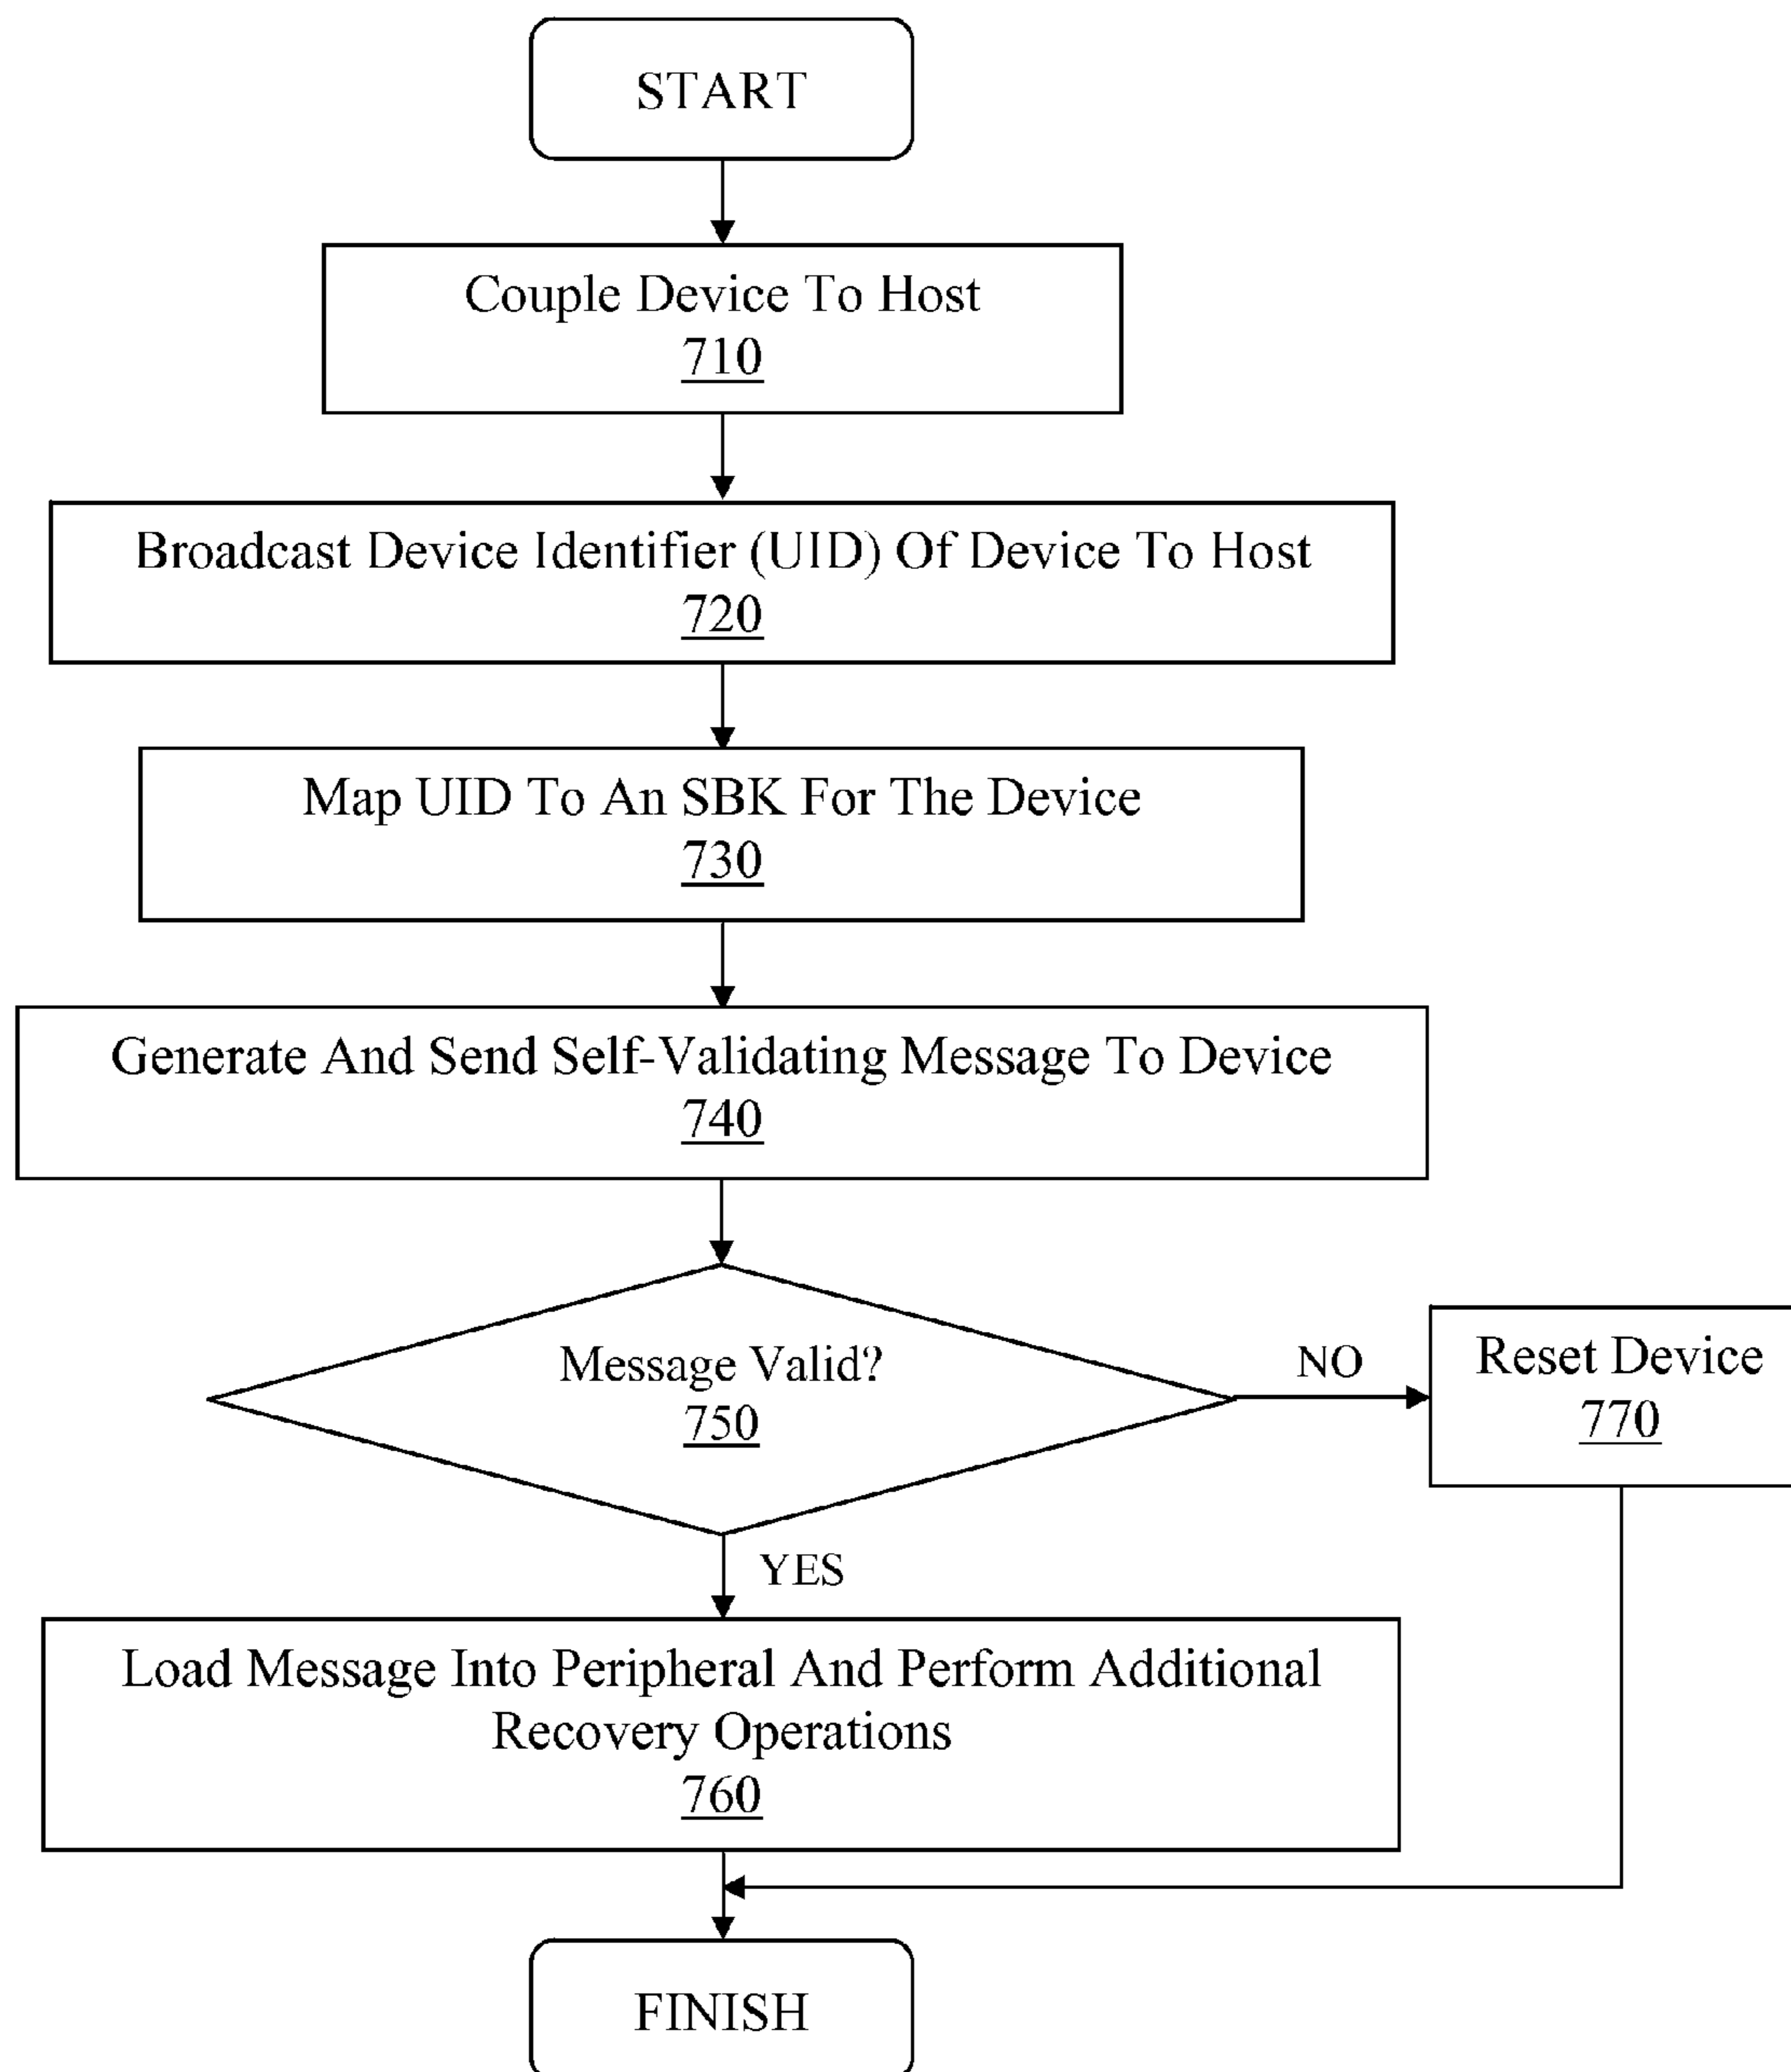 START
Couple Device To Host
710
Broadcast Device Identifier (UID) Of Device To Host
720
Map UID To An SBK For The Device
730
Generate And Send Self-Validating Message To Device
740
Message Valid?
750
NO
Reset Device
770
YES
Load Message Into Peripheral And Perform Additional
Recovery Operations
760
FINISH